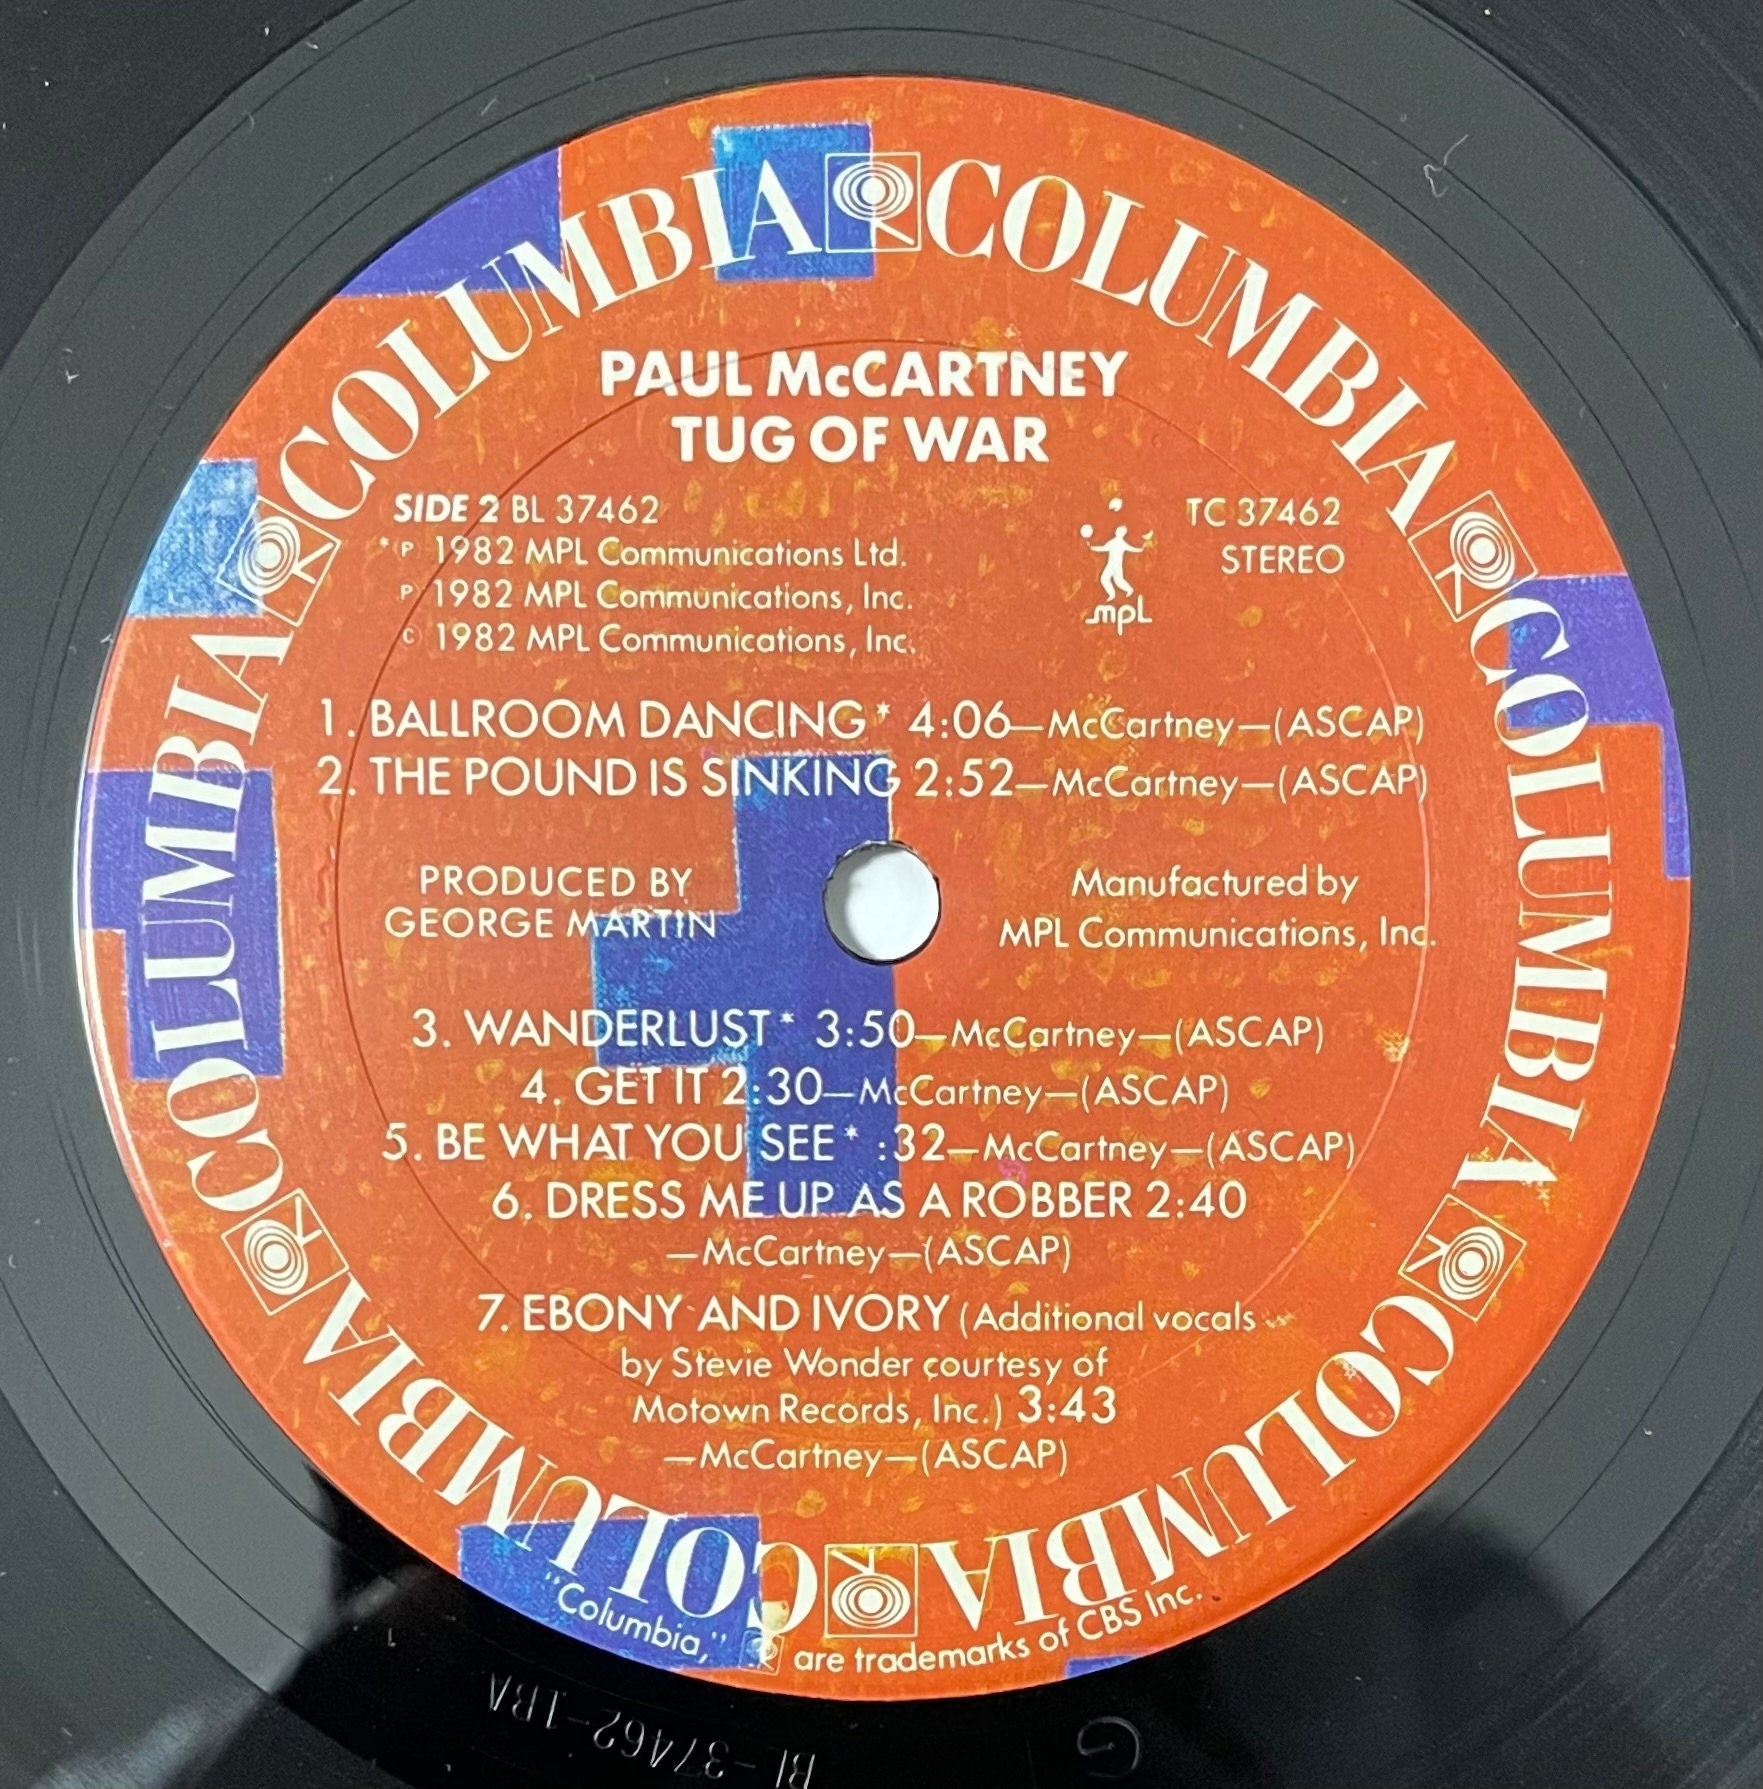 COLUMBIA COLUMBIA COLUMBIA COLUMBIA COLUMBIA COLUMBIA
PAUL McCARTNEY
TUG OF WAR
SIDE 2 BL 37462
* P 1982 MPL Communications Ltd.
P 1982 MPL Communications, Inc.
C 1982 MPL Communications, Inc.
mpL
TC 37462
STEREO
1. BALLROOM DANCING* 4:06—McCartney—(ASCAP)
2. THE POUND IS SINKING 2:52—McCartney—(ASCAP)
PRODUCED BY
GEORGE MARTIN
Manufactured by
MPL Communications, Inc.
3. WANDERLUST* 3:50—McCartney—(ASCAP)
4. GET IT 2:30—McCartney—(ASCAP)
5. BE WHAT YOU SEE* :32—McCartney—(ASCAP)
6. DRESS ME UP AS A ROBBER 2:40
—McCartney—(ASCAP)
7. EBONY AND IVORY (Additional vocals
by Stevie Wonder courtesy of
Motown Records, Inc.) 3:43
—McCartney—(ASCAP)
"Columbia," are trademarks of CBS Inc.
BL-37462-1BA
G